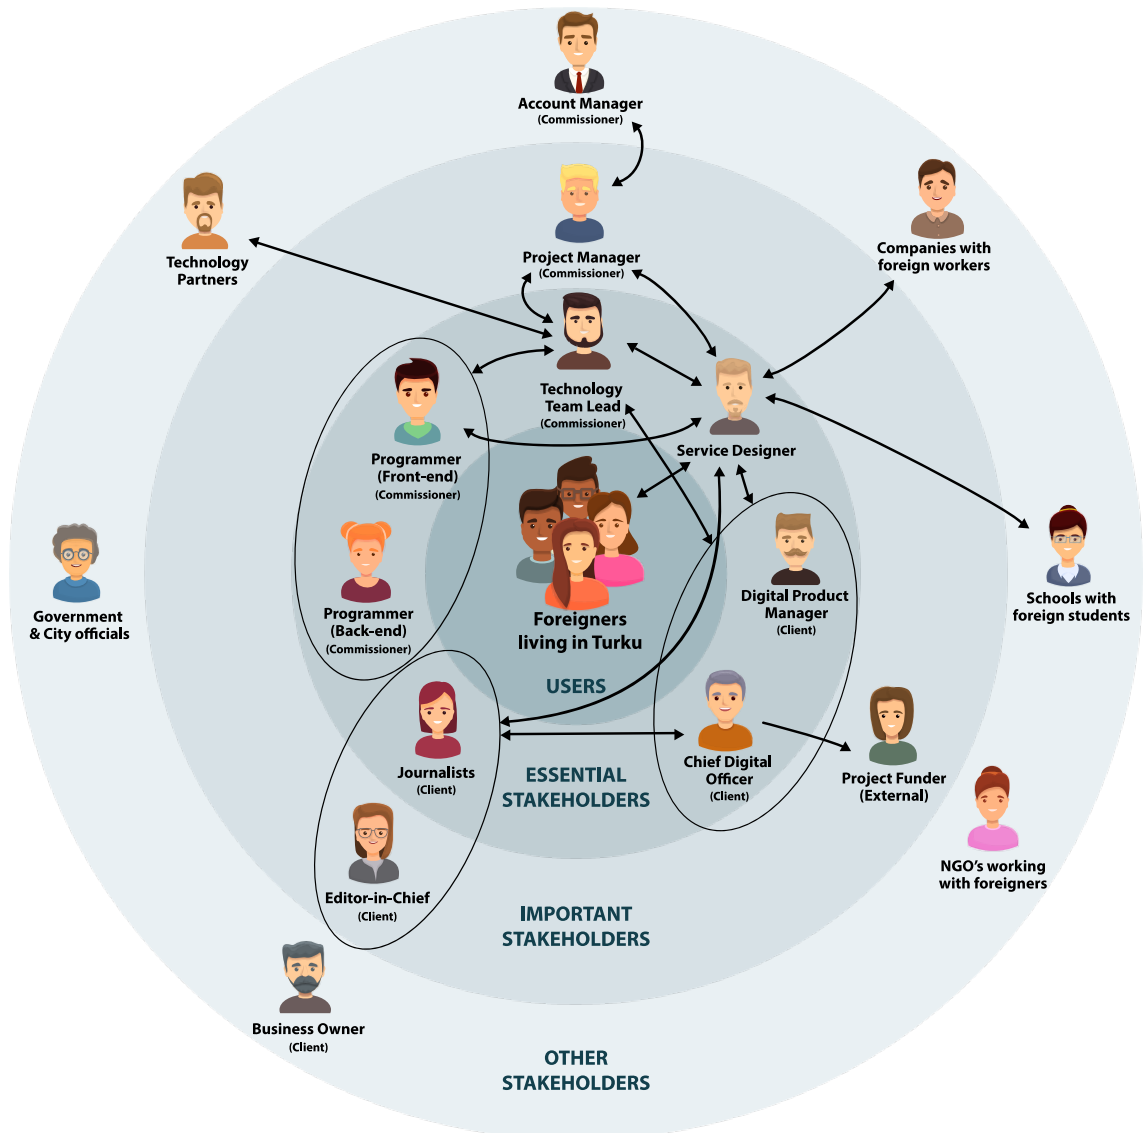 Account Manager
(Commissioner)
Project Manager
(Commissioner)
Technology
Partners
Companies with
foreign workers
Technology
Team Lead
(Commissioner)
Service Designer
Programmer
(Front-end)
(Commissioner)
Programmer
(Back-end)
(Commissioner)
Government
& City officials
Foreigners
living in Turku
USERS
Digital Product
Manager
(Client)
Schools with
foreign students
Journalists
(Client)
Chief Digital
Officer
(Client)
Project Funder
(External)
ESSENTIAL
STAKEHOLDERS
Editor-in-Chief
(Client)
NGO's working
with foreigners
IMPORTANT
STAKEHOLDERS
Business Owner
(Client)
OTHER
STAKEHOLDERS